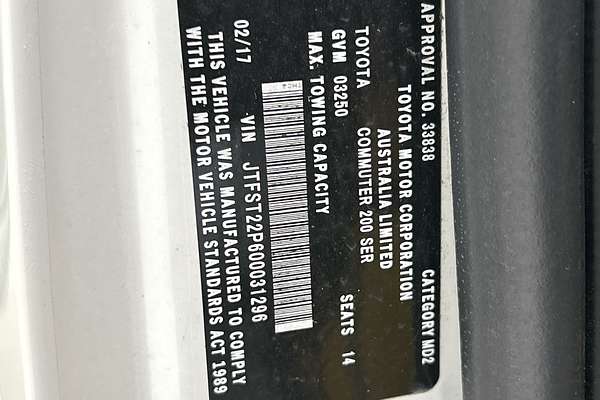 APPROVAL NO. 33838 CATEGORY MD2
TOYOTA MOTOR CORPORATION
AUSTRALIA LIMITED
TOYOTA COMMUTER 200 SER
GVM 03250 SEATS 14
MAX. TOWING CAPACITY
02/17 VIN JTFST22P600031296
THIS VEHICLE WAS MANUFACTURED TO COMPLY
WITH THE MOTOR VEHICLE STANDARDS ACT 1989